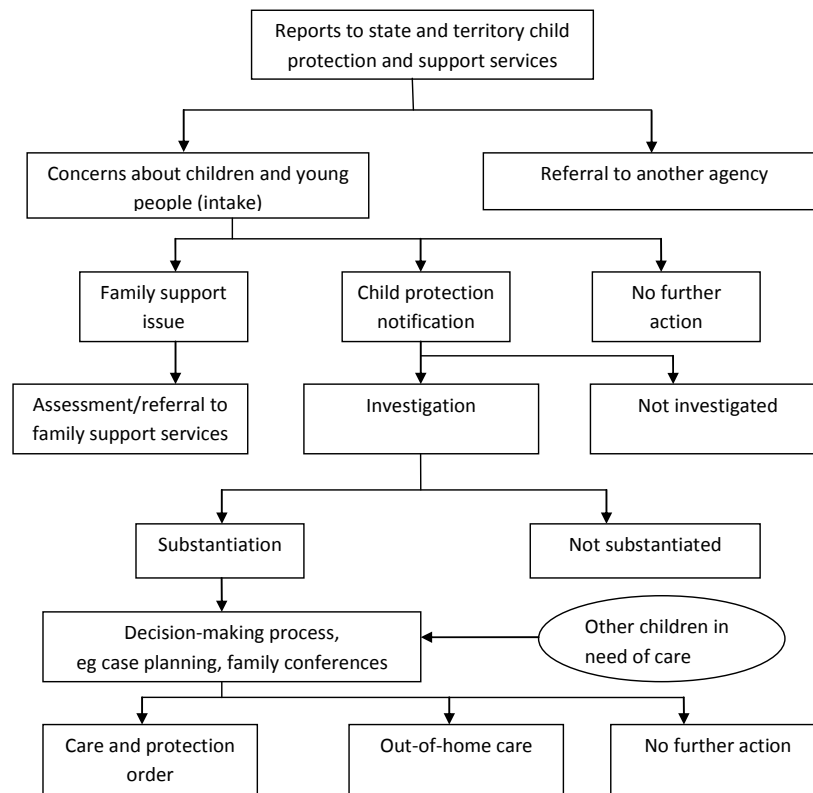 Reports to state and territory child
protection and support services
Concerns about children and young
people (intake)
Referral to another agency
Family support
issue
Child protection
notification
No further
action
Assessment/referral to
family support services
Investigation
Not investigated
Substantiation
Not substantiated
Decision-making process,
eg case planning, family conferences
Other children in
need of care
Care and protection
order
Out-of-home care
No further action